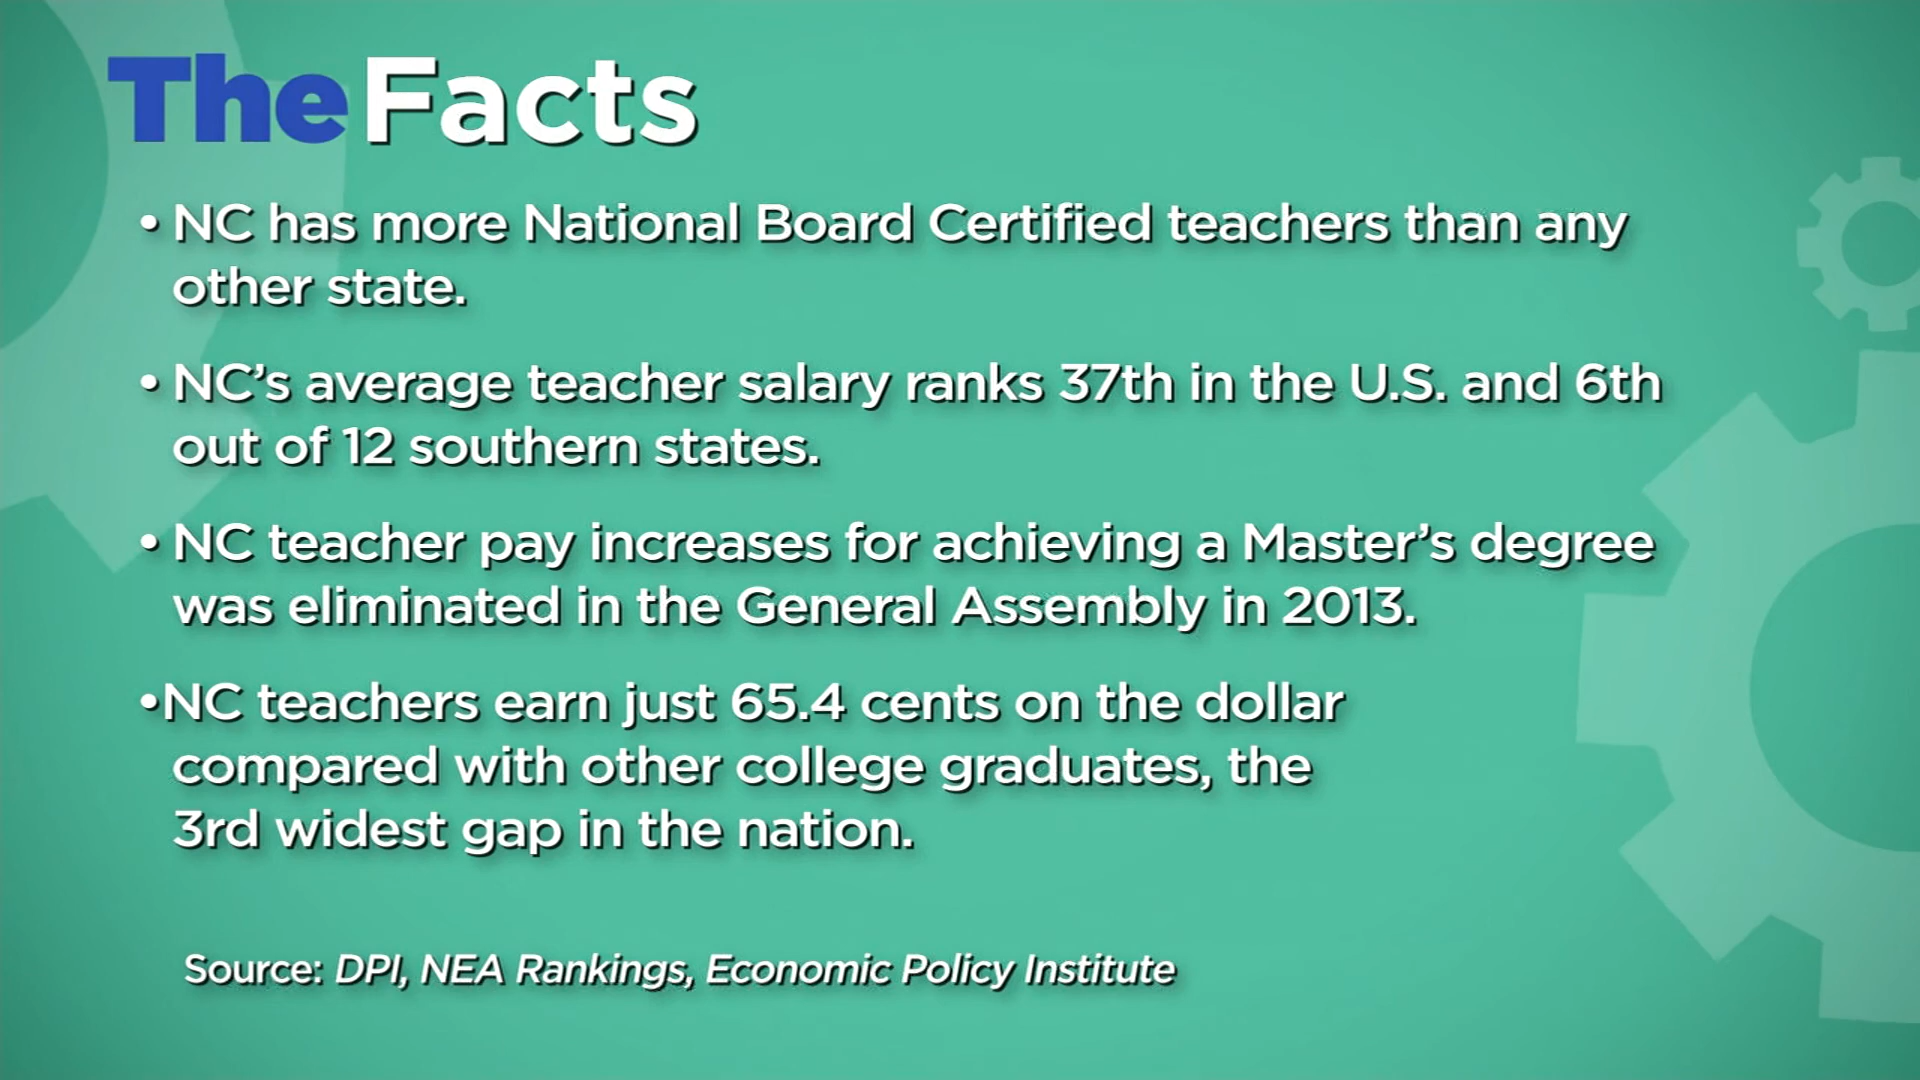 The Facts
• NC has more National Board Certified teachers than any
other state.
• NC’s average teacher salary ranks 37th in the U.S. and 6th
out of 12 southern states.
• NC teacher pay increases for achieving a Master’s degree
was eliminated in the General Assembly in 2013.
•NC teachers earn just 65.4 cents on the dollar
compared with other college graduates, the
3rd widest gap in the nation.
Source: DPI, NEA Rankings, Economic Policy Institute